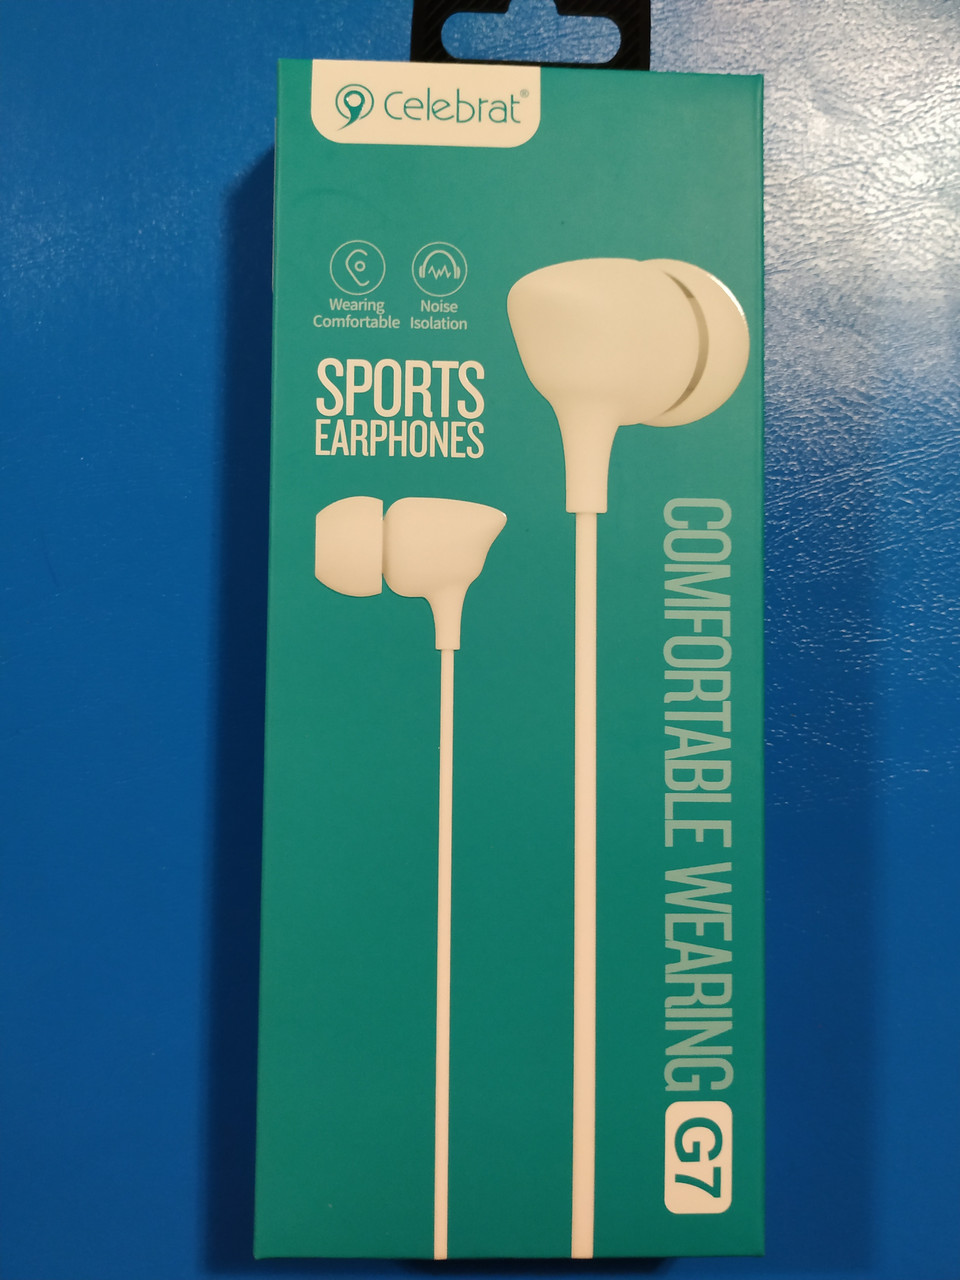 Celebrat®
Wearing
Comfortable
Noise
Isolation
SPORTS
EARPHONES
COMFORTABLE WEARING G7